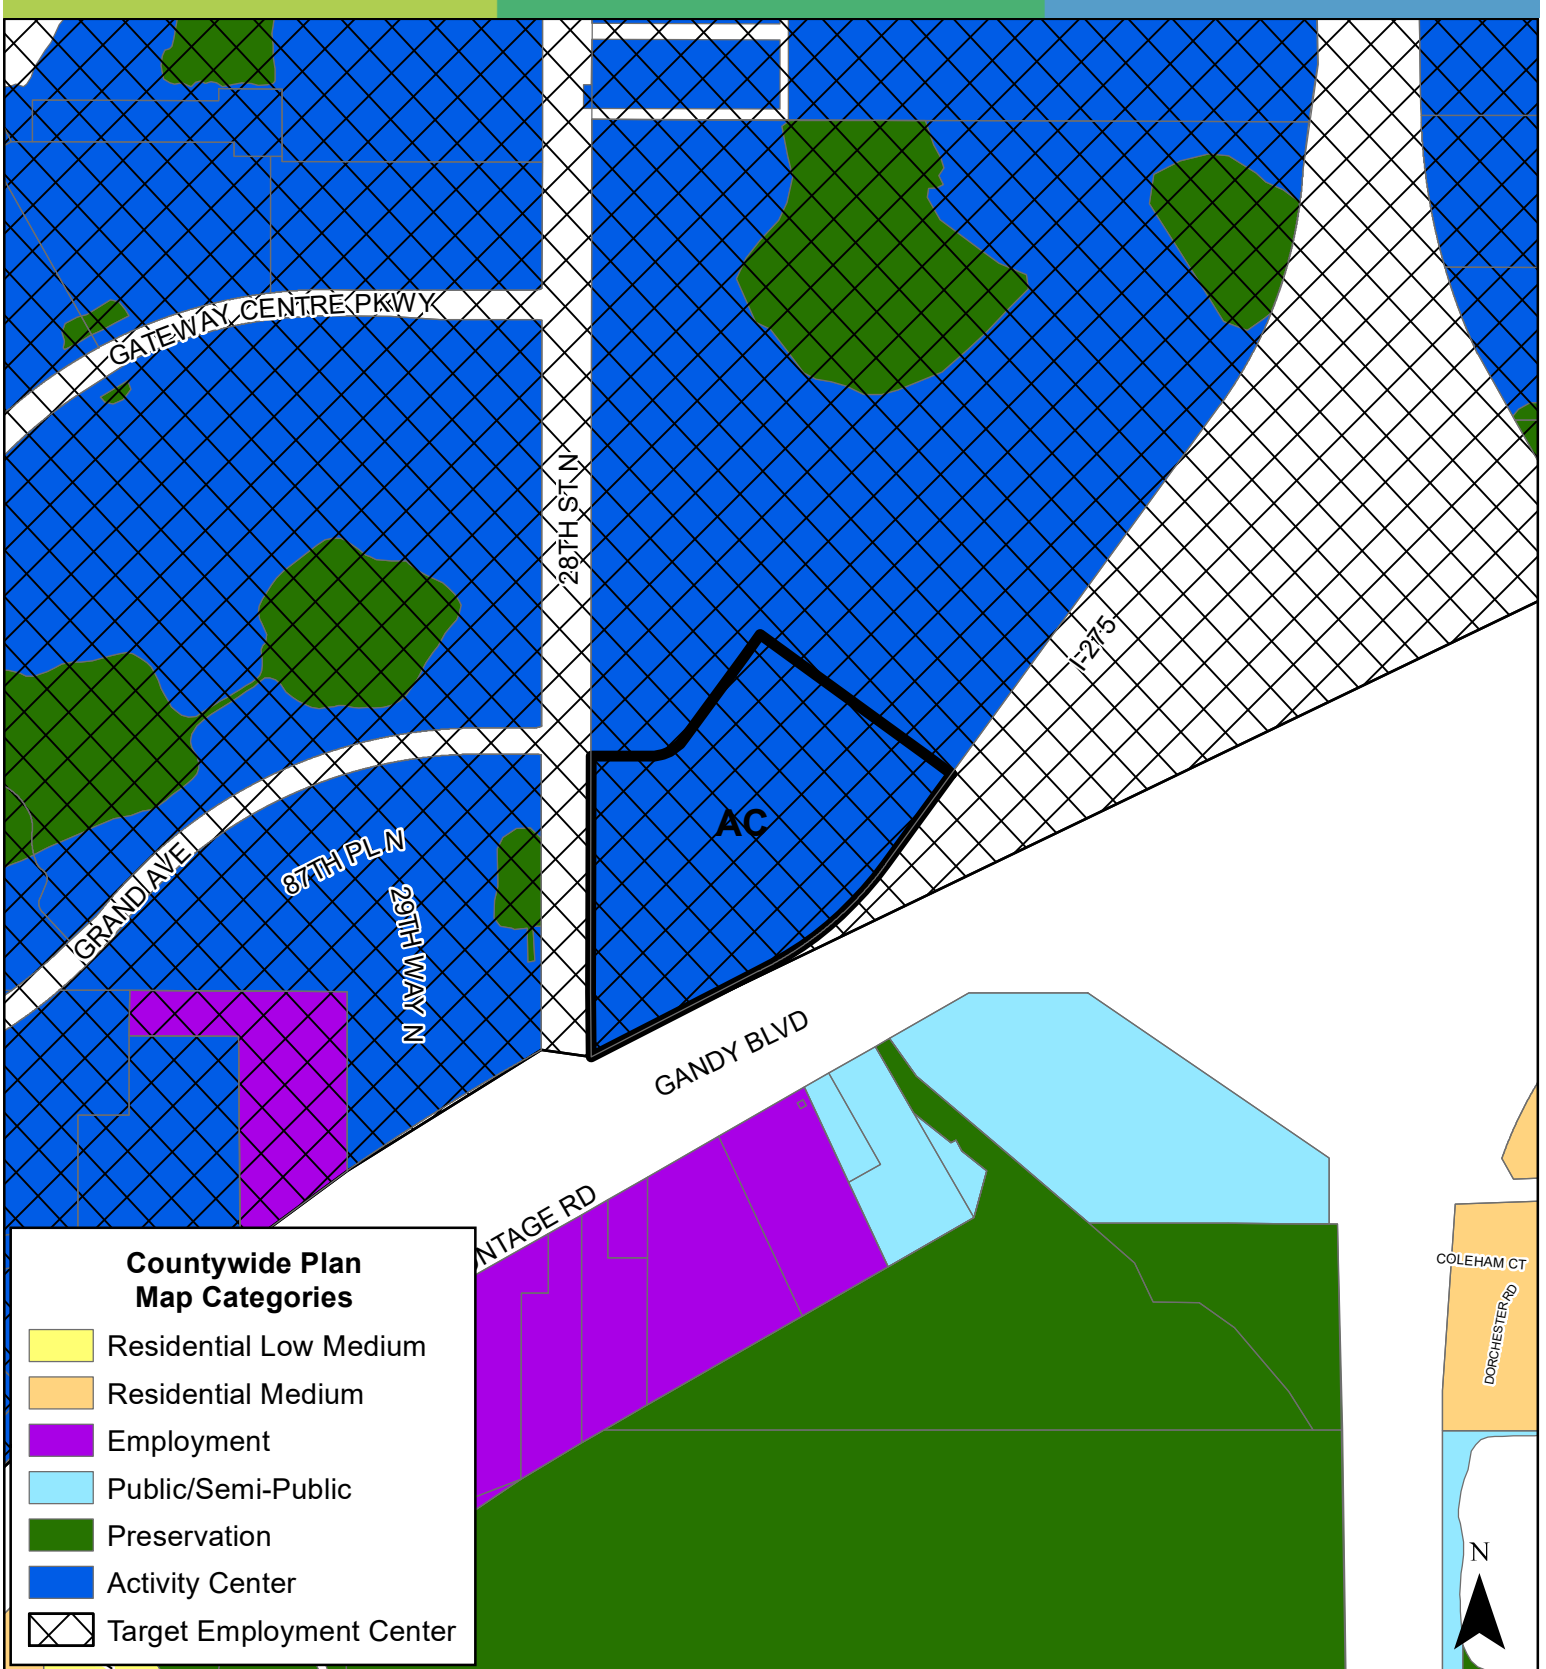 GATEWAY CENTRE PKWY
28TH ST N
I-275
AC
87TH PL N
GRAND AVE
29TH WAY N
GANDY BLVD
NTAGE RD
COLEHAM CT
DORCHESTER RD
Countywide Plan
Map Categories
Residential Low Medium
Residential Medium
Employment
Public/Semi-Public
Preservation
Activity Center
Target Employment Center
N